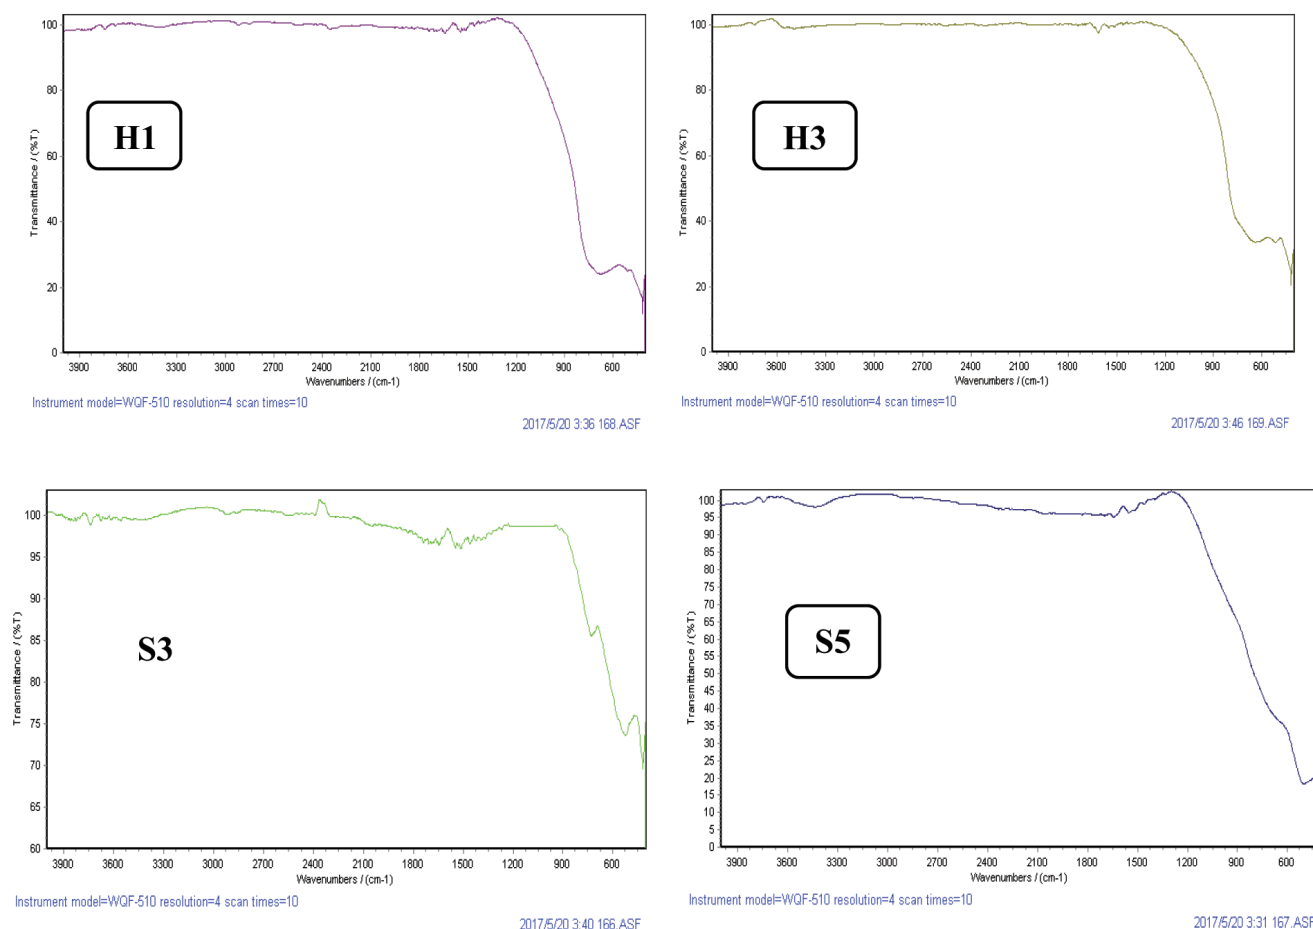 100
80
60
40
20
0
Transmittance / (%T)
H1
3900 3600 3300 3000 2700 2400 2100 1800 1500 1200 900 600
Wavenumbers / (cm-1)
Instrument model=WQF-510 resolution=4 scan times=10
2017/5/20 3:36 168.ASF
100
80
60
40
20
0
Transmittance / (%T)
H3
3900 3600 3300 3000 2700 2400 2100 1800 1500 1200 900 600
Wavenumbers / (cm-1)
Instrument model=WQF-510 resolution=4 scan times=10
2017/5/20 3:46 169.ASF
100
95
90
85
80
75
70
65
60
Transmittance / (%T)
S3
3900 3600 3300 3000 2700 2400 2100 1800 1500 1200 900 600
Wavenumbers / (cm-1)
Instrument model=WQF-510 resolution=4 scan times=10
2017/5/20 3:40 166.ASF
100
95
90
85
80
75
70
65
60
55
50
45
40
35
30
25
20
15
10
5
0
Transmittance / (%T)
S5
3900 3600 3300 3000 2700 2400 2100 1800 1500 1200 900 600
Wavenumbers / (cm-1)
Instrument model=WQF-510 resolution=4 scan times=10
2017/5/20 3:31 167.ASF